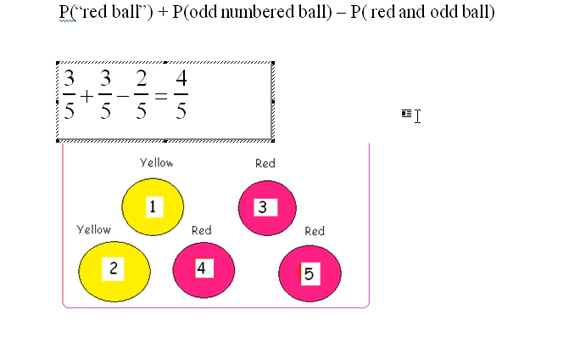 P(“red ball”) + P(odd numbered ball) – P( red and odd ball)
3/5 + 3/5 − 2/5 = 4/5
Yellow Red
1 3
Yellow Red Red
2 4 5